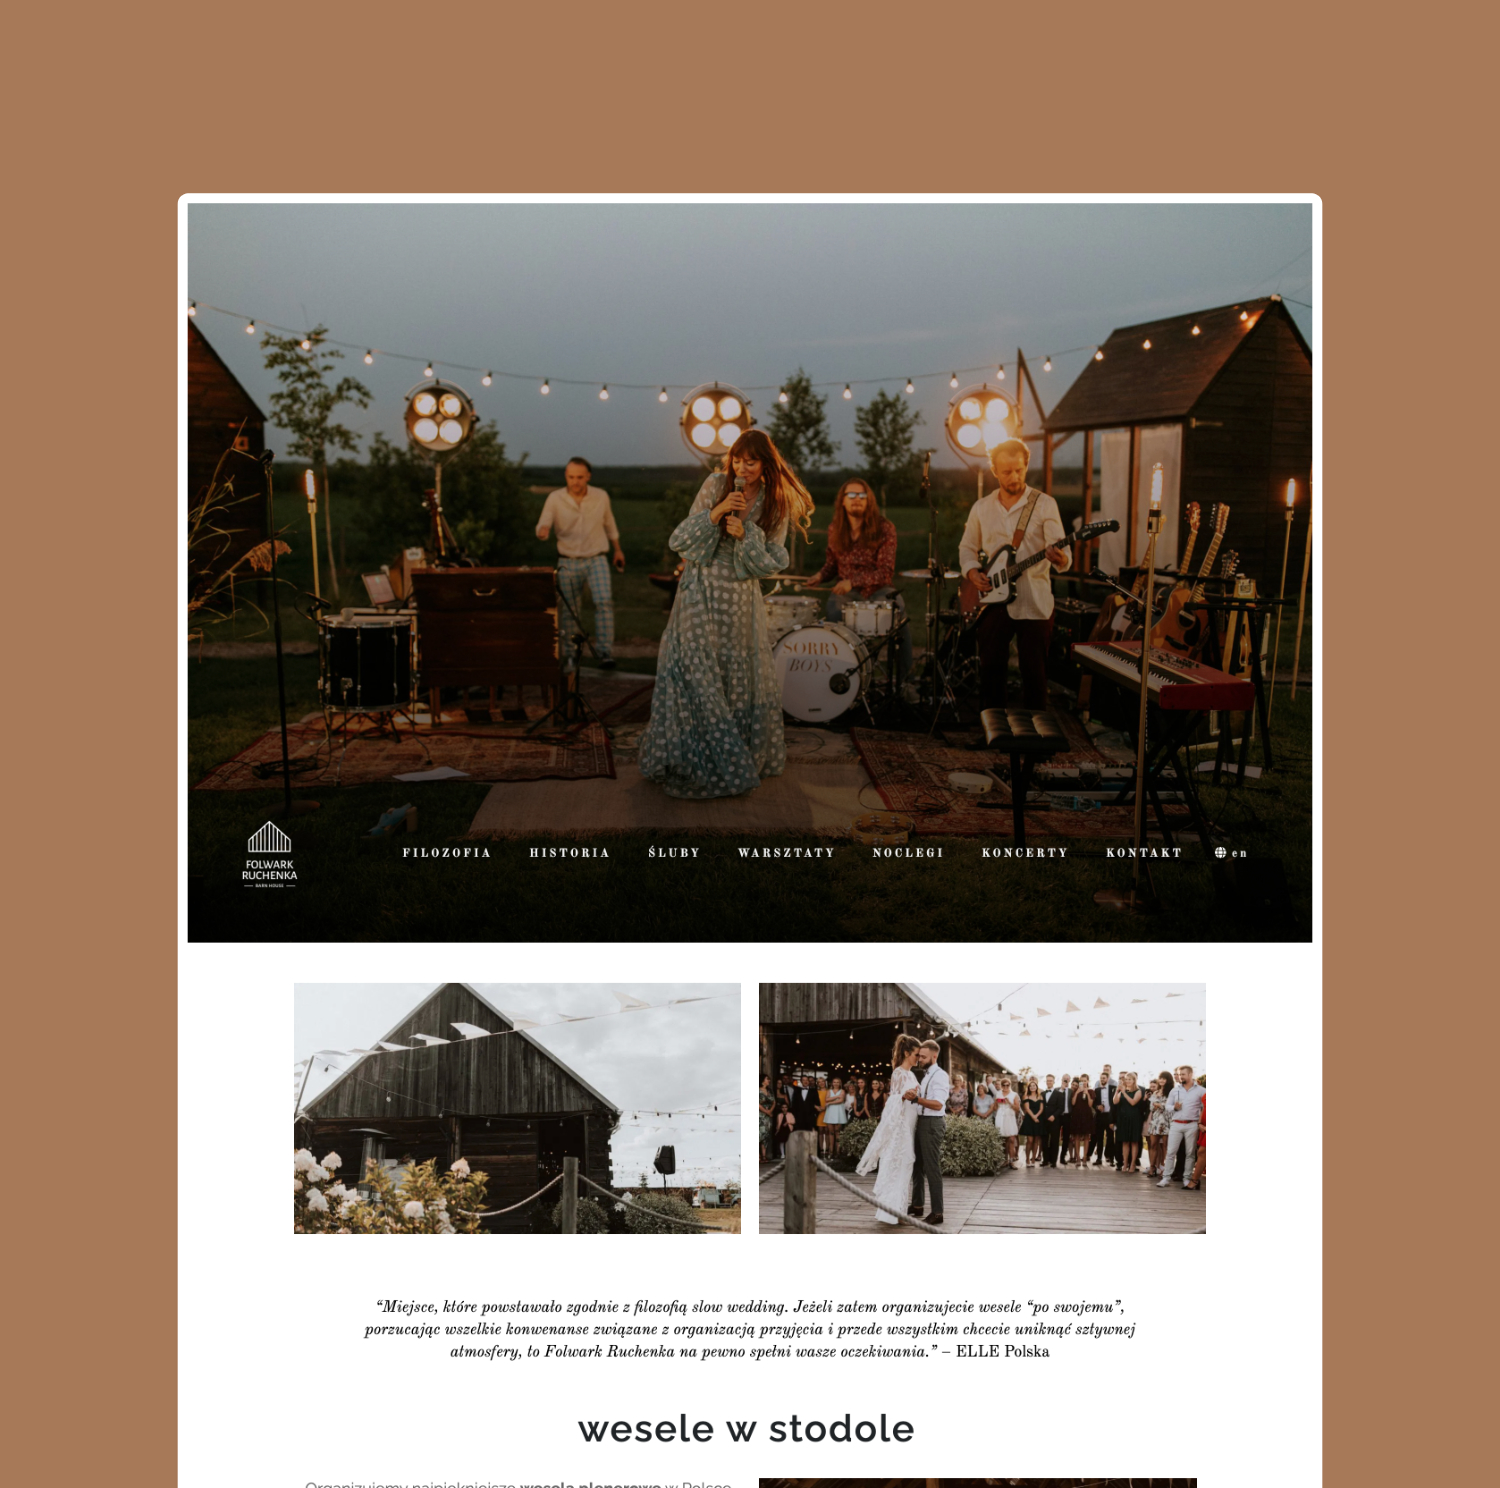 SORRY
BOYS
FOLWARK
RUCHENKA
BARN HOUSE
FILOZOFIA HISTORIA ŚLUBY WARSZTATY NOCLEGI KONCERTY KONTAKT en
“Miejsce, które powstawało zgodnie z filozofią slow wedding. Jeżeli zatem organizujecie wesele “po swojemu”,
porzucając wszelkie konwenanse związane z organizacją przyjęcia i przede wszystkim chcecie uniknąć sztywnej
atmosfery, to Folwark Ruchenka na pewno spełni wasze oczekiwania.” – ELLE Polska
wesele w stodole
Organizujemy najpiękniejsze wesela plenerowe w Polsce